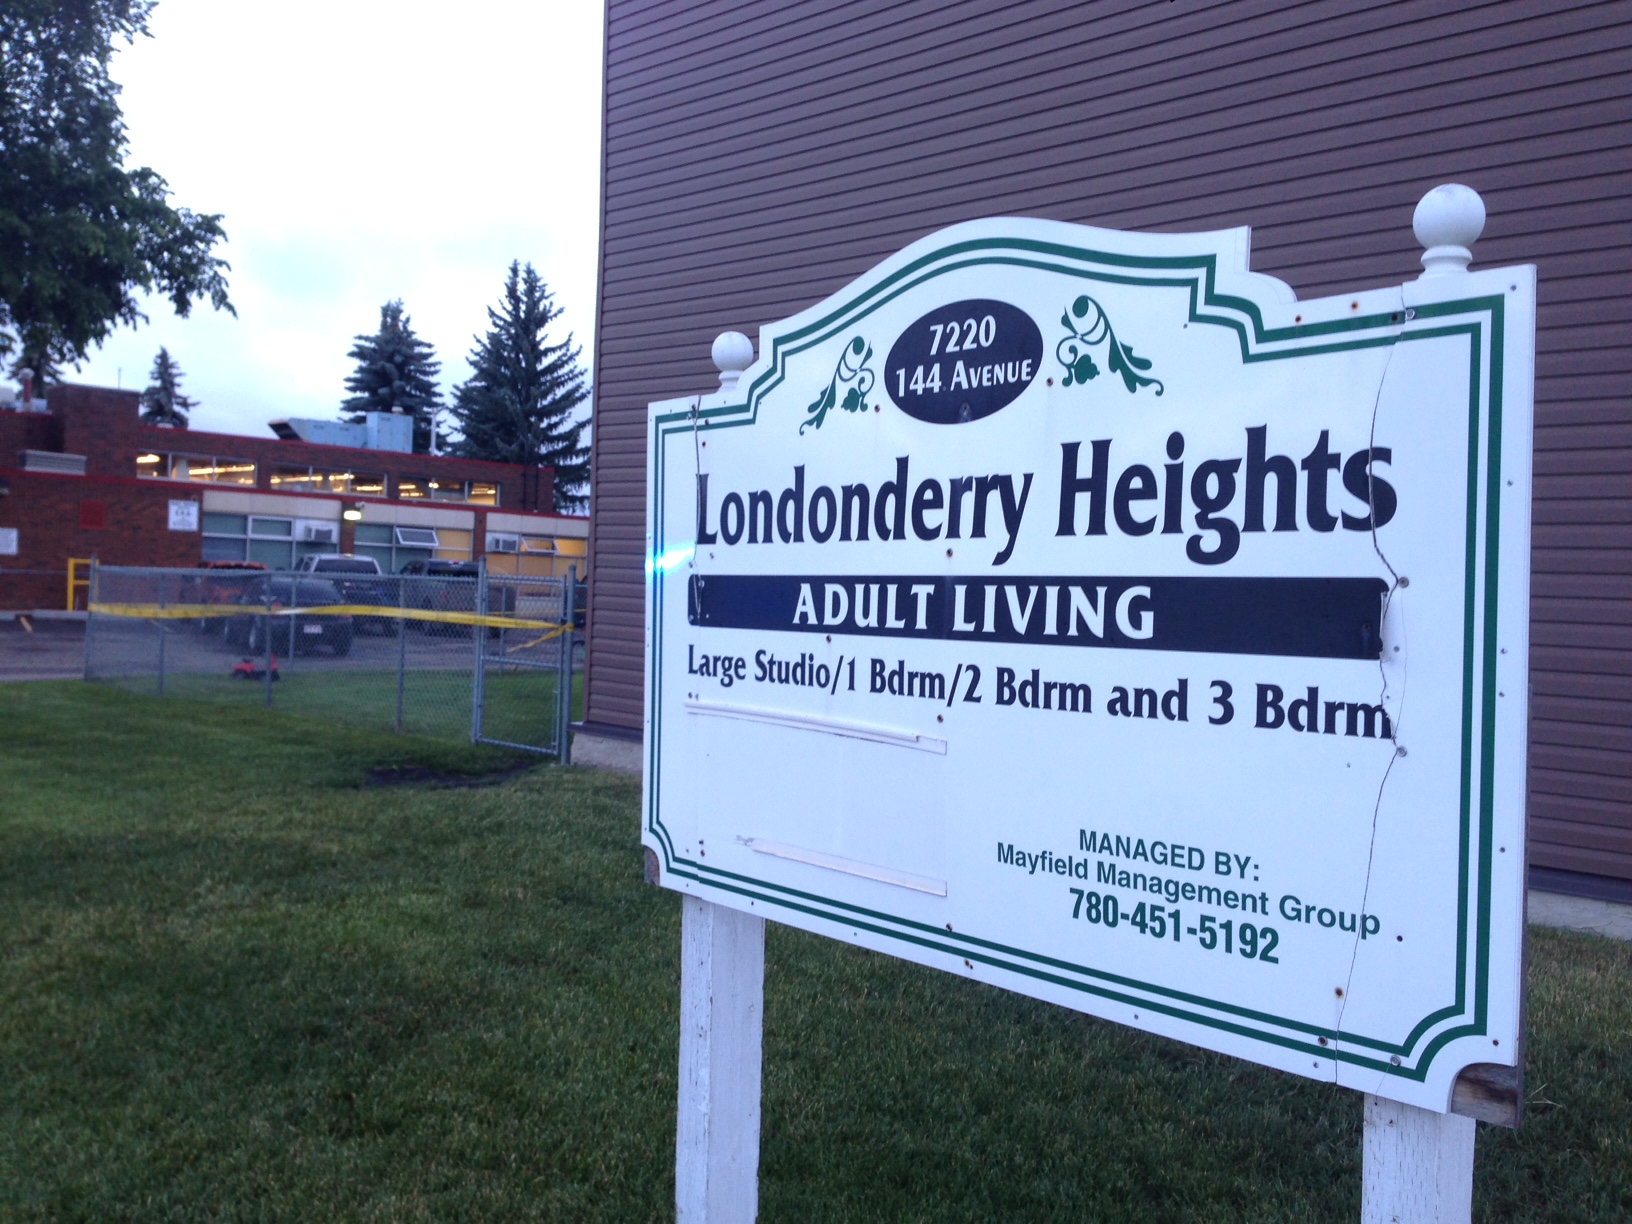 7220
144 Avenue
Londonderry Heights
ADULT LIVING
Large Studio/1 Bdrm/2 Bdrm and 3 Bdrm
MANAGED BY:
Mayfield Management Group
780-451-5192